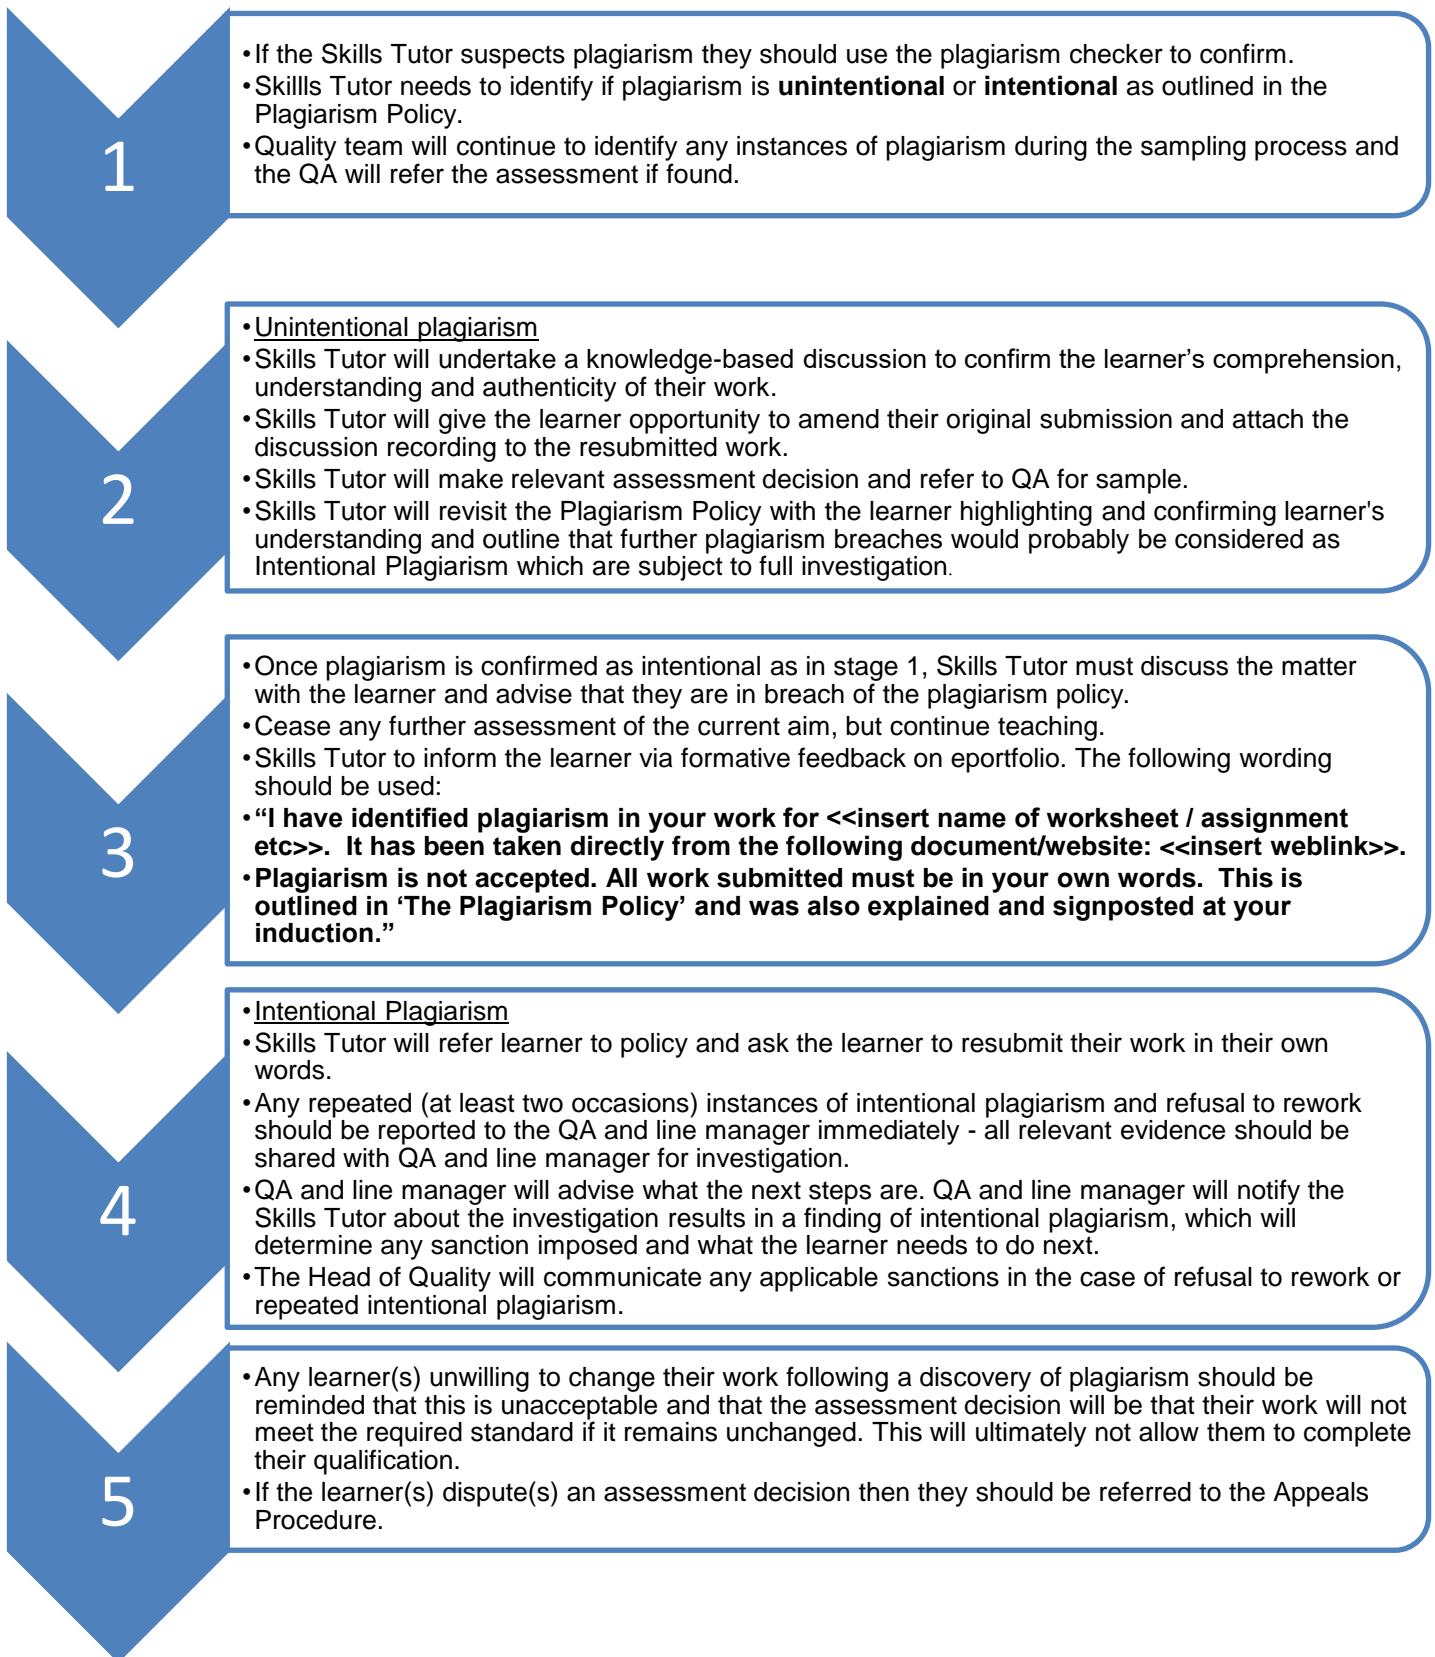 1
•If the Skills Tutor suspects plagiarism they should use the plagiarism checker to confirm.
•Skillls Tutor needs to identify if plagiarism is unintentional or intentional as outlined in the
Plagiarism Policy.
•Quality team will continue to identify any instances of plagiarism during the sampling process and
the QA will refer the assessment if found.
2
•Unintentional plagiarism
•Skills Tutor will undertake a knowledge-based discussion to confirm the learner’s comprehension,
understanding and authenticity of their work.
•Skills Tutor will give the learner opportunity to amend their original submission and attach the
discussion recording to the resubmitted work.
•Skills Tutor will make relevant assessment decision and refer to QA for sample.
•Skills Tutor will revisit the Plagiarism Policy with the learner highlighting and confirming learner's
understanding and outline that further plagiarism breaches would probably be considered as
Intentional Plagiarism which are subject to full investigation.
3
•Once plagiarism is confirmed as intentional as in stage 1, Skills Tutor must discuss the matter
with the learner and advise that they are in breach of the plagiarism policy.
•Cease any further assessment of the current aim, but continue teaching.
•Skills Tutor to inform the learner via formative feedback on eportfolio. The following wording
should be used:
•“I have identified plagiarism in your work for <<insert name of worksheet / assignment
etc>>.  It has been taken directly from the following document/website: <<insert weblink>>.
•Plagiarism is not accepted. All work submitted must be in your own words.  This is
outlined in ‘The Plagiarism Policy’ and was also explained and signposted at your
induction.”
4
•Intentional Plagiarism
•Skills Tutor will refer learner to policy and ask the learner to resubmit their work in their own
words.
•Any repeated (at least two occasions) instances of intentional plagiarism and refusal to rework
should be reported to the QA and line manager immediately - all relevant evidence should be
shared with QA and line manager for investigation.
•QA and line manager will advise what the next steps are. QA and line manager will notify the
Skills Tutor about the investigation results in a finding of intentional plagiarism, which will
determine any sanction imposed and what the learner needs to do next.
•The Head of Quality will communicate any applicable sanctions in the case of refusal to rework or
repeated intentional plagiarism.
5
•Any learner(s) unwilling to change their work following a discovery of plagiarism should be
reminded that this is unacceptable and that the assessment decision will be that their work will not
meet the required standard if it remains unchanged. This will ultimately not allow them to complete
their qualification.
•If the learner(s) dispute(s) an assessment decision then they should be referred to the Appeals
Procedure.